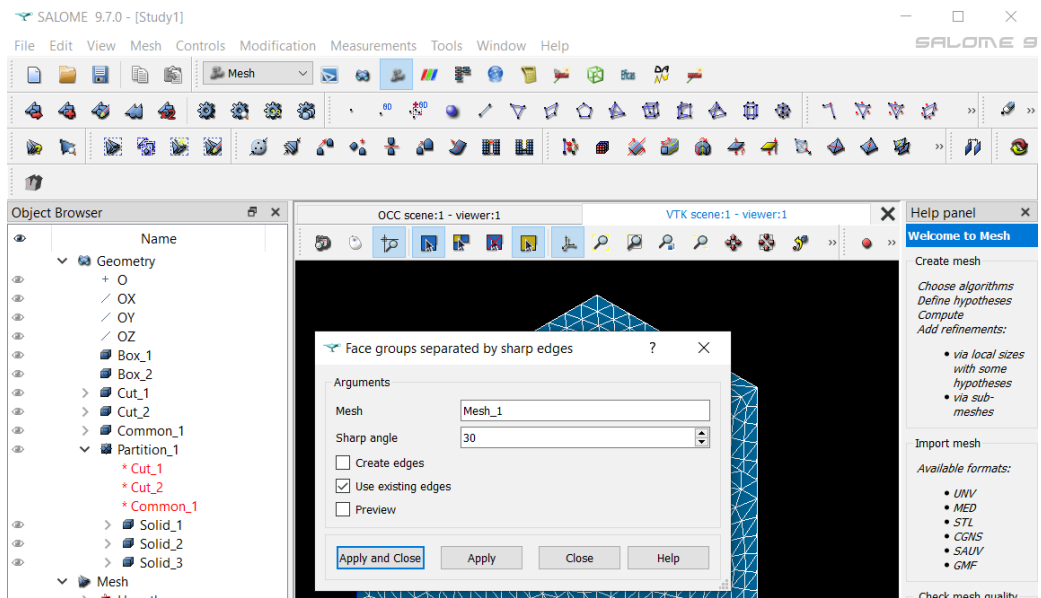 SALOME 9.7.0 - [Study1]
File Edit View Mesh Controls Modification Measurements Tools Window Help
SALOME 9
Mesh
Object Browser
Name
Geometry
O
OX
OY
OZ
Box_1
Box_2
Cut_1
Cut_2
Common_1
Partition_1
* Cut_1
* Cut_2
* Common_1
Solid_1
Solid_2
Solid_3
Mesh
OCC scene:1 - viewer:1
VTK scene:1 - viewer:1
Face groups separated by sharp edges
Arguments
Mesh
Mesh_1
Sharp angle
30
Create edges
Use existing edges
Preview
Apply and Close
Apply
Close
Help
Help panel
Welcome to Mesh
Create mesh
Choose algorithms
Define hypotheses
Compute
Add refinements:
• via local sizes
with some
hypotheses
• via sub-
meshes
Import mesh
Available formats:
• UNV
• MED
• STL
• CGNS
• SAUV
• GMF
Check mesh quality